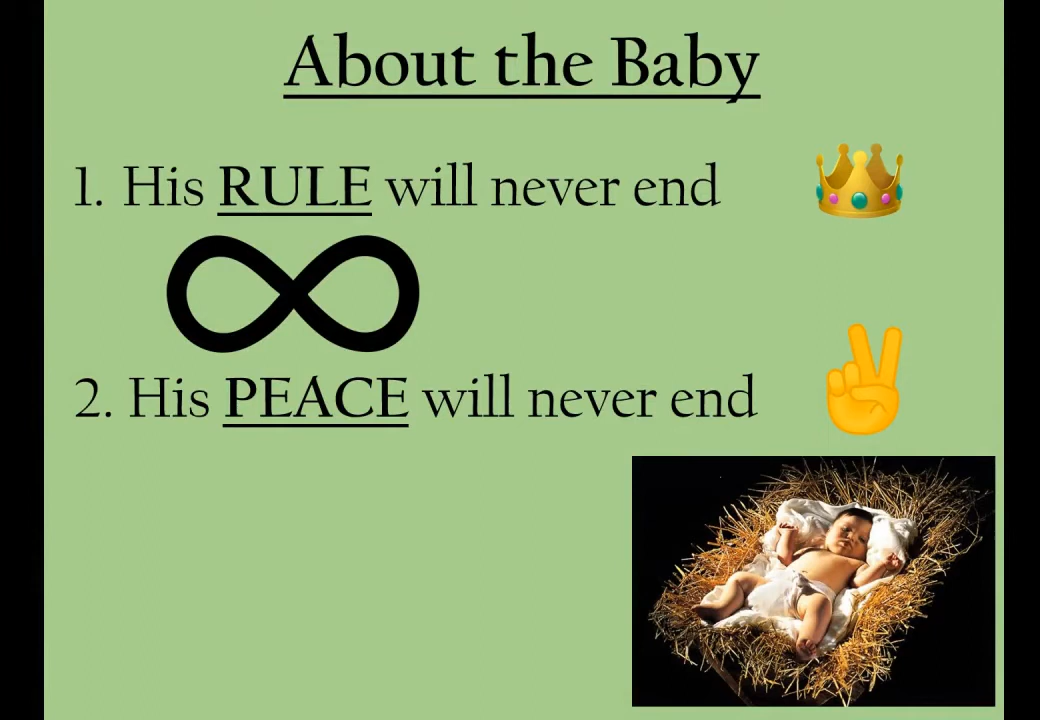 About the Baby
1. His RULE will never end
2. His PEACE will never end